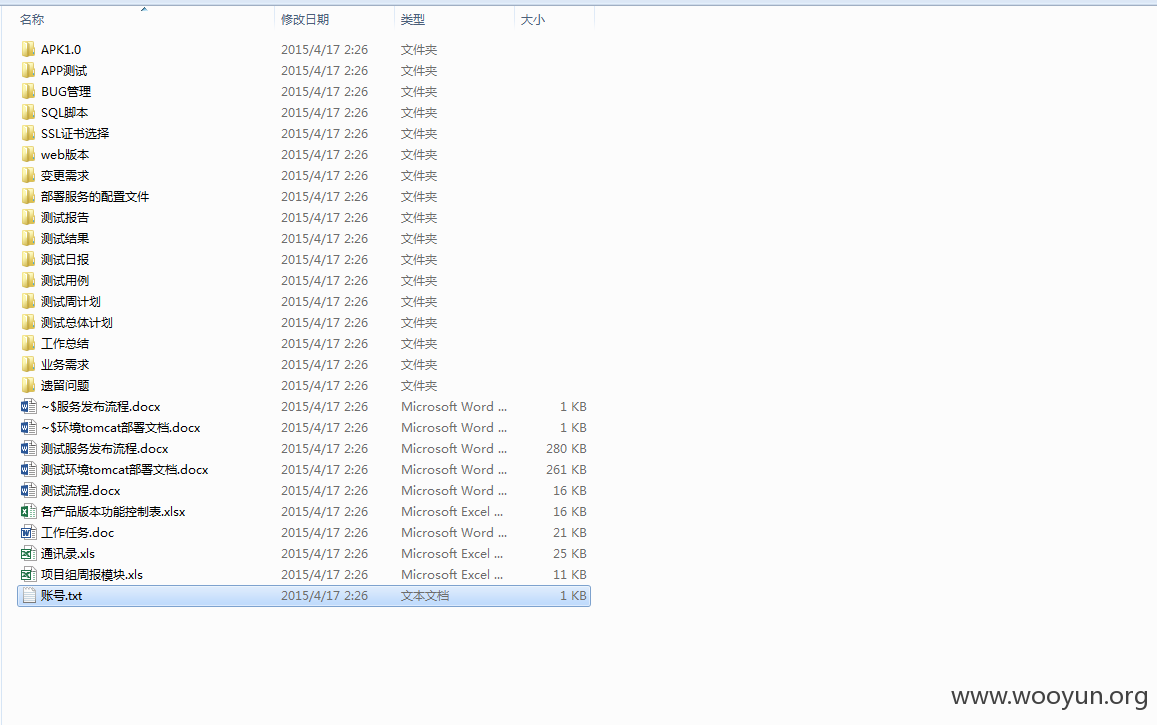 名称 修改日期 类型 大小
APK1.0 2015/4/17 2:26 文件夹
APP测试 2015/4/17 2:26 文件夹
BUG管理 2015/4/17 2:26 文件夹
SQL脚本 2015/4/17 2:26 文件夹
SSL证书选择 2015/4/17 2:26 文件夹
web版本 2015/4/17 2:26 文件夹
变更需求 2015/4/17 2:26 文件夹
部署服务的配置文件 2015/4/17 2:26 文件夹
测试报告 2015/4/17 2:26 文件夹
测试结果 2015/4/17 2:26 文件夹
测试日报 2015/4/17 2:26 文件夹
测试用例 2015/4/17 2:26 文件夹
测试周计划 2015/4/17 2:26 文件夹
测试总体计划 2015/4/17 2:26 文件夹
工作总结 2015/4/17 2:26 文件夹
业务需求 2015/4/17 2:26 文件夹
遗留问题 2015/4/17 2:26 文件夹
~$服务发布流程.docx 2015/4/17 2:26 Microsoft Word ... 1 KB
~$环境tomcat部署文档.docx 2015/4/17 2:26 Microsoft Word ... 1 KB
测试服务发布流程.docx 2015/4/17 2:26 Microsoft Word ... 280 KB
测试环境tomcat部署文档.docx 2015/4/17 2:26 Microsoft Word ... 261 KB
测试流程.docx 2015/4/17 2:26 Microsoft Word ... 16 KB
各产品版本功能控制表.xlsx 2015/4/17 2:26 Microsoft Excel ... 16 KB
工作任务.doc 2015/4/17 2:26 Microsoft Word ... 21 KB
通讯录.xls 2015/4/17 2:26 Microsoft Excel ... 25 KB
项目组周报模块.xls 2015/4/17 2:26 Microsoft Excel ... 11 KB
账号.txt 2015/4/17 2:26 文本文档 1 KB
www.wooyun.org